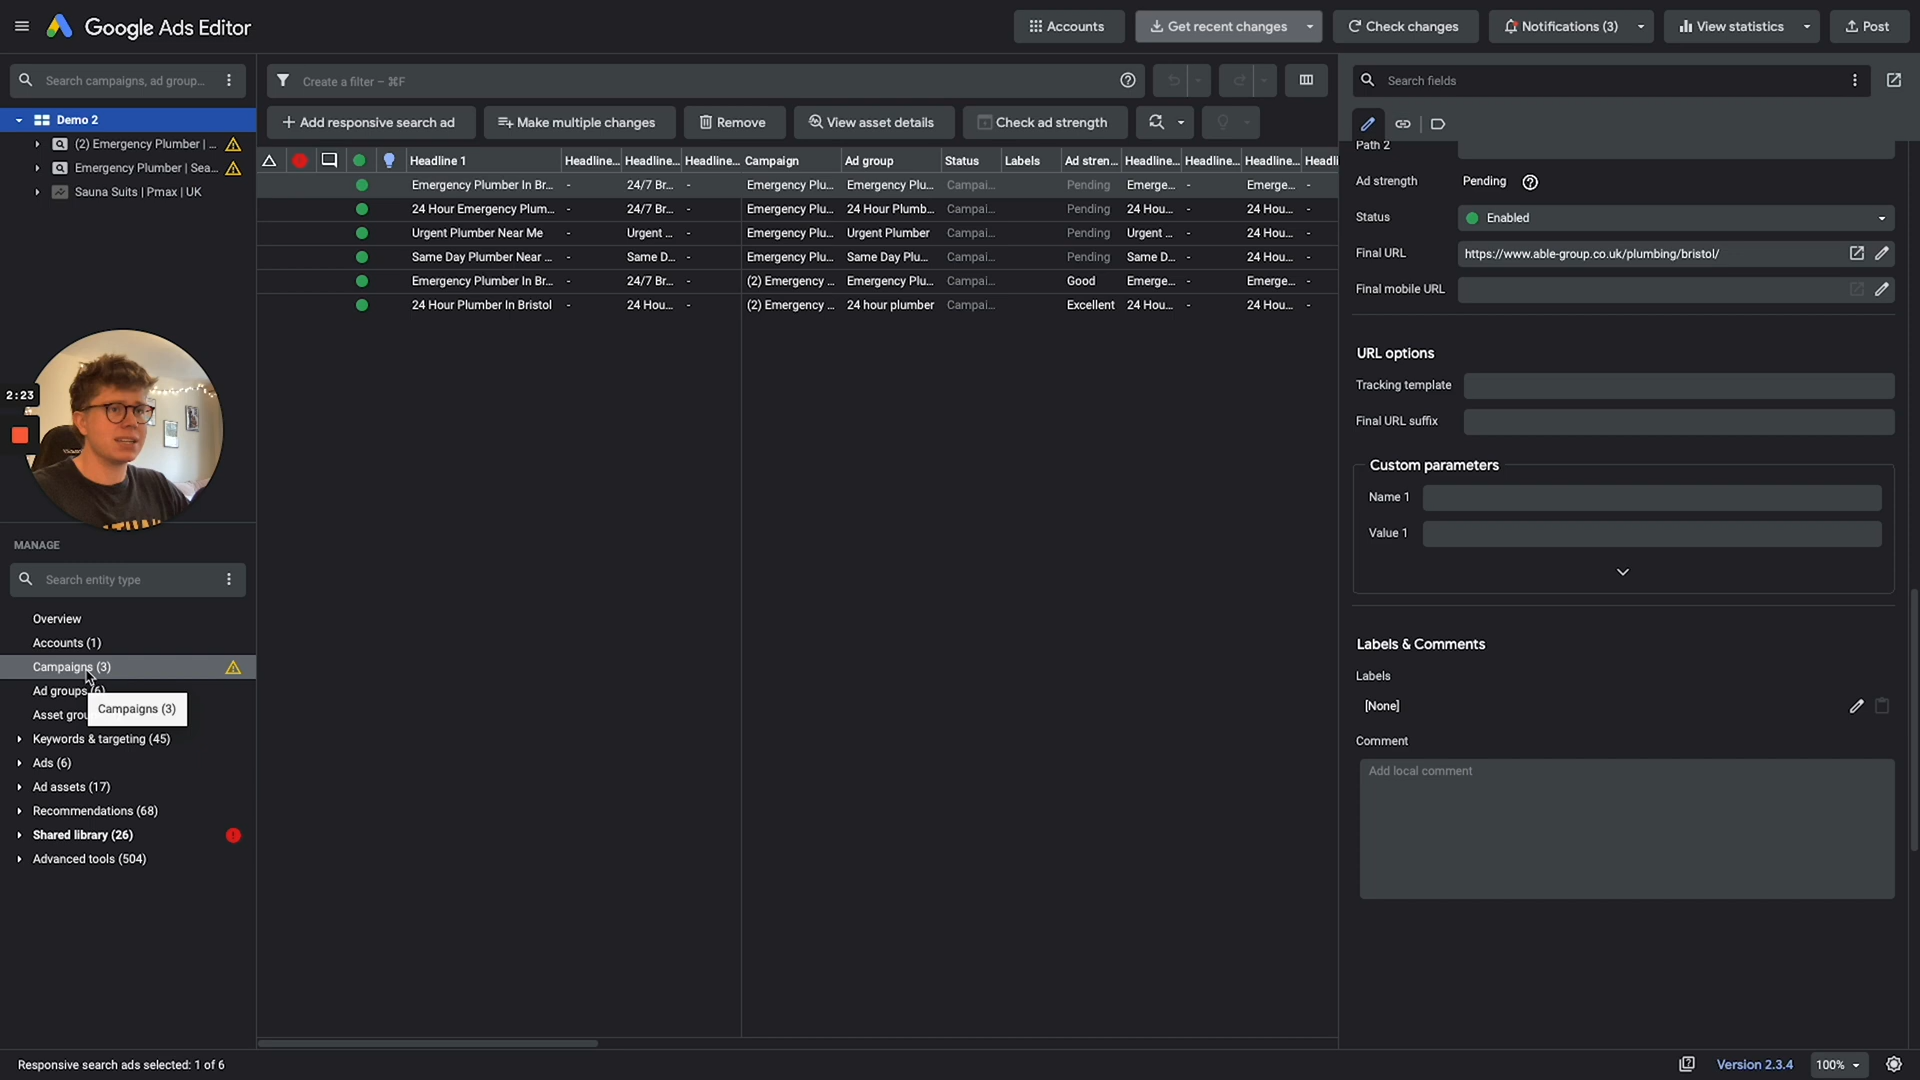 Google Ads Editor
Accounts
Get recent changes
Check changes
Notifications (3)
View statistics
Post
Search campaigns, ad group...
Create a filter – ⌘F
Search fields
Demo 2
(2) Emergency Plumber | ...
Emergency Plumber | Sea...
Sauna Suits | Pmax | UK
Add responsive search ad
Make multiple changes
Remove
View asset details
Check ad strength
Headline 1 Headline... Headline... Headline... Campaign Ad group Status Labels Ad stren... Headline... Headline... Headline... Headli
Emergency Plumber In Br... - 24/7 Br... - Emergency Plu... Emergency Plu... Campai... Pending Emerge... - Emerge... -
24 Hour Emergency Plum... - 24/7 Br... - Emergency Plu... 24 Hour Plumb... Campai... Pending 24 Hou... - 24 Hou... -
Urgent Plumber Near Me - Urgent ... - Emergency Plu... Urgent Plumber Campai... Pending Urgent ... - 24 Hou... -
Same Day Plumber Near ... - Same D... - Emergency Plu... Same Day Plu... Campai... Pending Same D... - 24 Hou... -
Emergency Plumber In Br... - 24/7 Br... - (2) Emergency ... Emergency Plu... Campai... Good Emerge... - Emerge... -
24 Hour Plumber In Bristol - 24 Hou... - (2) Emergency ... 24 hour plumber Campai... Excellent 24 Hou... - 24 Hou... -
2:23
MANAGE
Search entity type
Overview
Accounts (1)
Campaigns (3)
Ad groups (6)
Asset grou
Campaigns (3)
Keywords & targeting (45)
Ads (6)
Ad assets (17)
Recommendations (68)
Shared library (26)
Advanced tools (504)
Path 2
Ad strength Pending
Status Enabled
Final URL https://www.able-group.co.uk/plumbing/bristol/
Final mobile URL
URL options
Tracking template
Final URL suffix
Custom parameters
Name 1
Value 1
Labels & Comments
Labels
[None]
Comment
Add local comment
Responsive search ads selected: 1 of 6
Version 2.3.4
100%